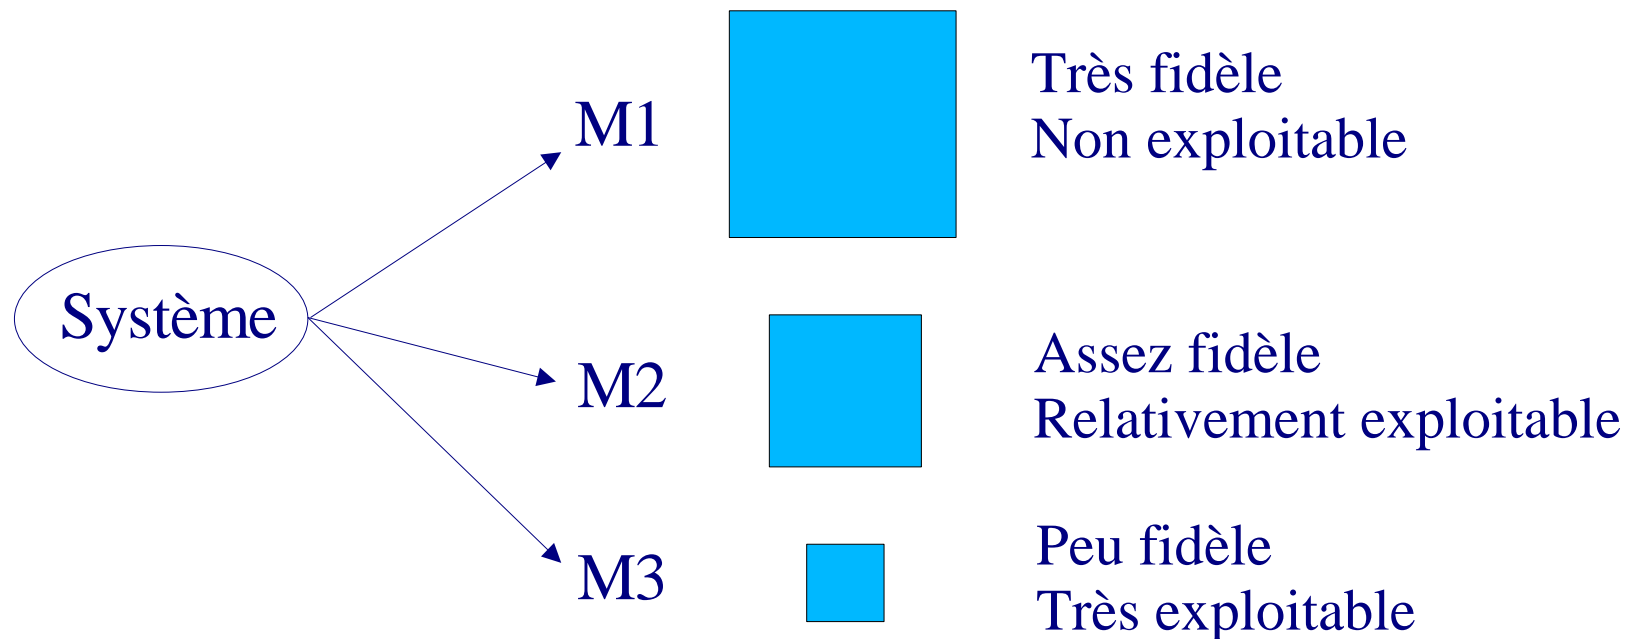 Système
M1
Très fidèle
Non exploitable
M2
Assez fidèle
Relativement exploitable
M3
Peu fidèle
Très exploitable